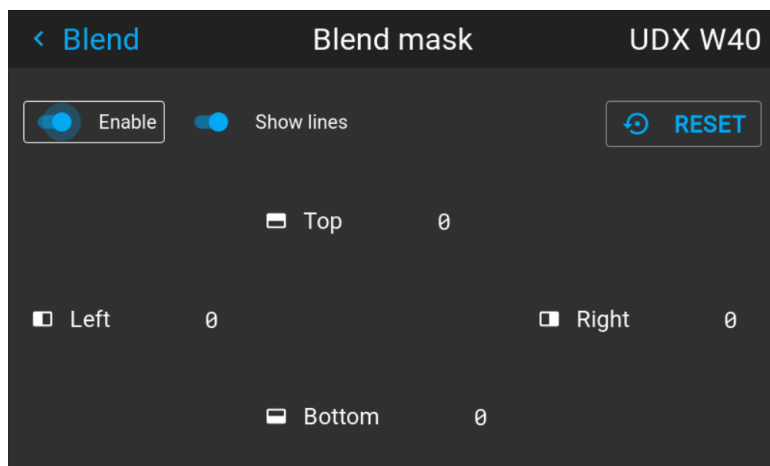 Blend Blend mask UDX W40
Enable Show lines RESET
Top 0
Left 0 Right 0
Bottom 0